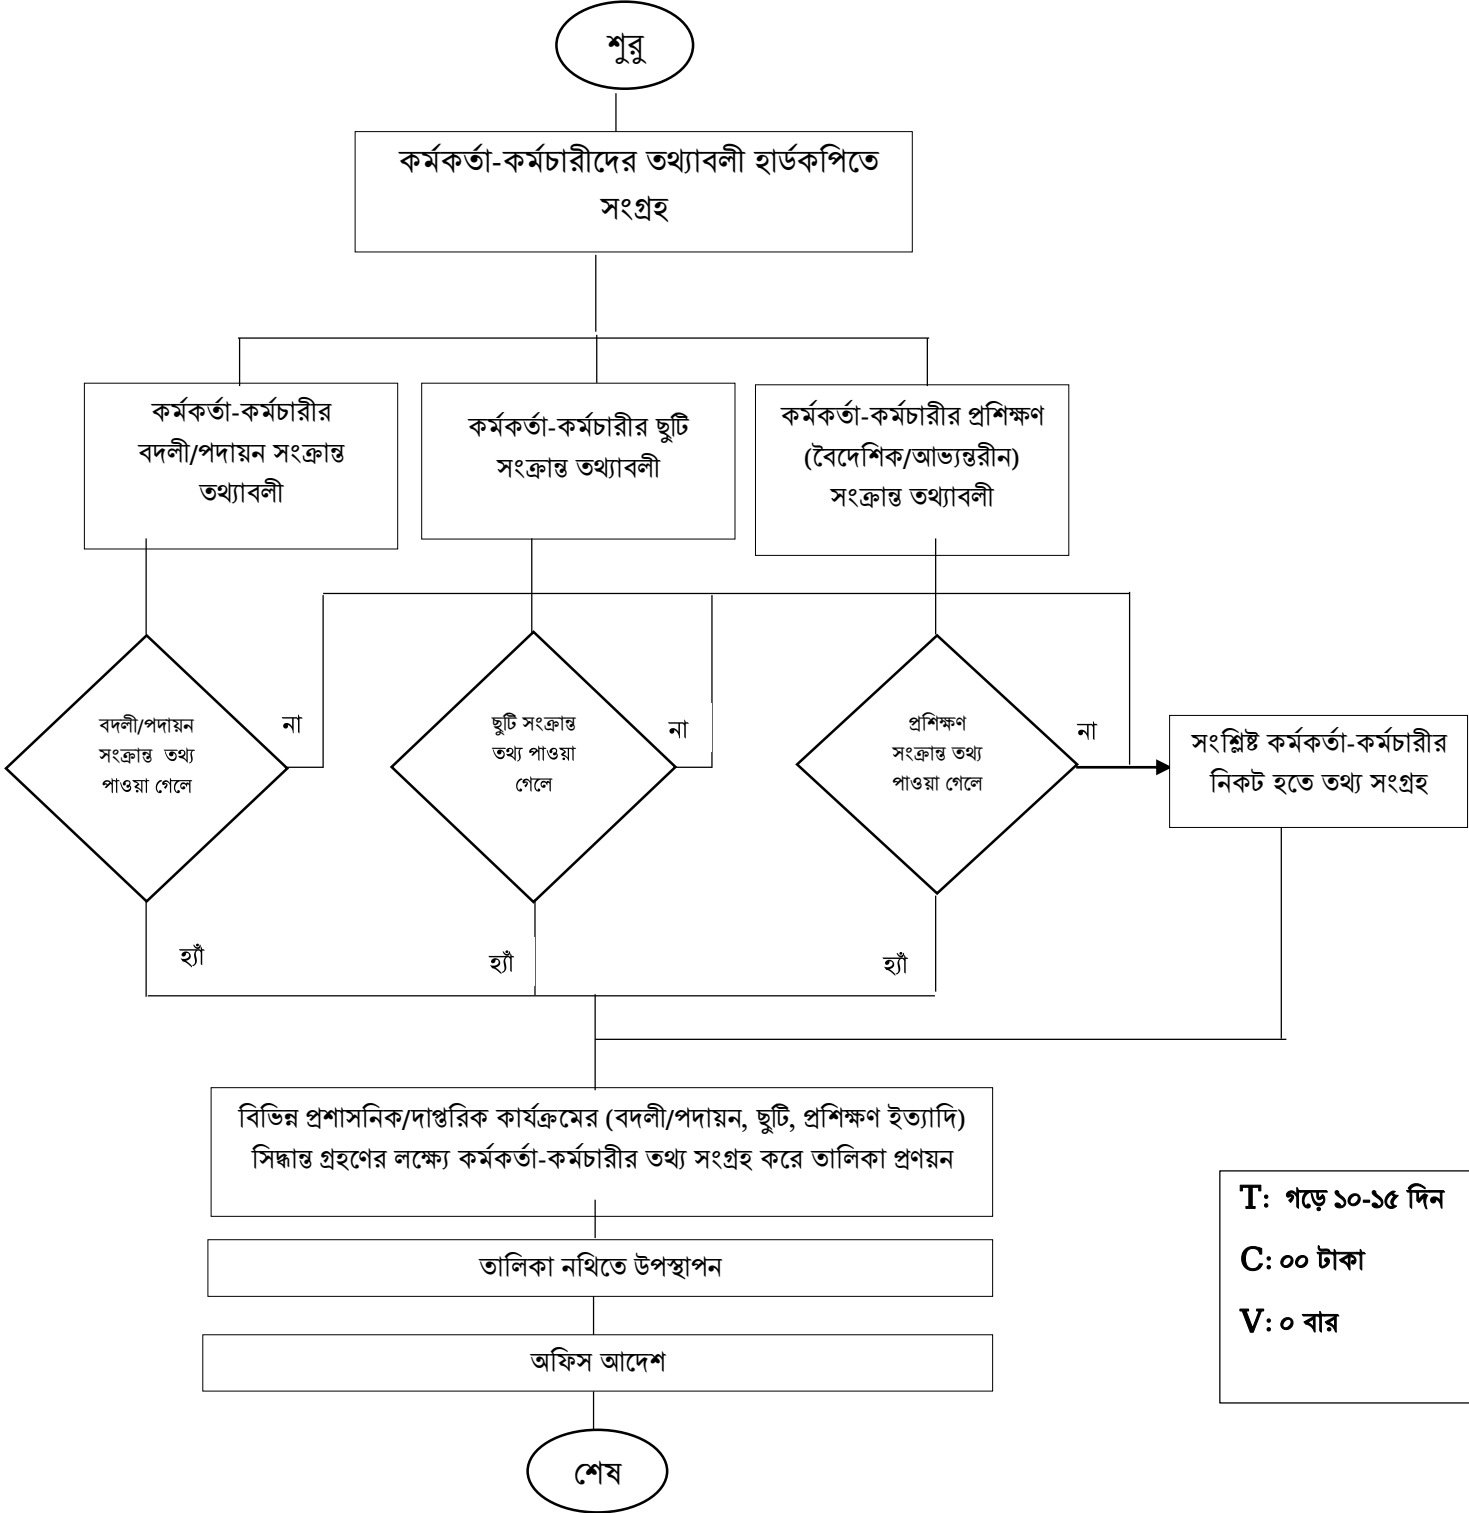 শুরু
কর্মকর্তা-কর্মচারীদের তথ্যাবলী হার্ডকপিতে
সংগ্রহ
কর্মকর্তা-কর্মচারীর
বদলী/পদায়ন সংক্রান্ত
তথ্যাবলী
কর্মকর্তা-কর্মচারীর ছুটি
সংক্রান্ত তথ্যাবলী
কর্মকর্তা-কর্মচারীর প্রশিক্ষণ
(বৈদেশিক/আভ্যন্তরীন)
সংক্রান্ত তথ্যাবলী
বদলী/পদায়ন
সংক্রান্ত তথ্য
পাওয়া গেলে
না
ছুটি সংক্রান্ত
তথ্য পাওয়া
গেলে
না
প্রশিক্ষণ
সংক্রান্ত তথ্য
পাওয়া গেলে
না
সংশ্লিষ্ট কর্মকর্তা-কর্মচারীর
নিকট হতে তথ্য সংগ্রহ
হ্যাঁ
হ্যাঁ
হ্যাঁ
বিভিন্ন প্রশাসনিক/দাপ্তরিক কার্যক্রমের (বদলী/পদায়ন, ছুটি, প্রশিক্ষণ ইত্যাদি)
সিদ্ধান্ত গ্রহণের লক্ষ্যে কর্মকর্তা-কর্মচারীর তথ্য সংগ্রহ করে তালিকা প্রণয়ন
তালিকা নথিতে উপস্থাপন
অফিস আদেশ
শেষ
T: গড়ে ১০-১৫ দিন
C: ০০ টাকা
V: ০ বার